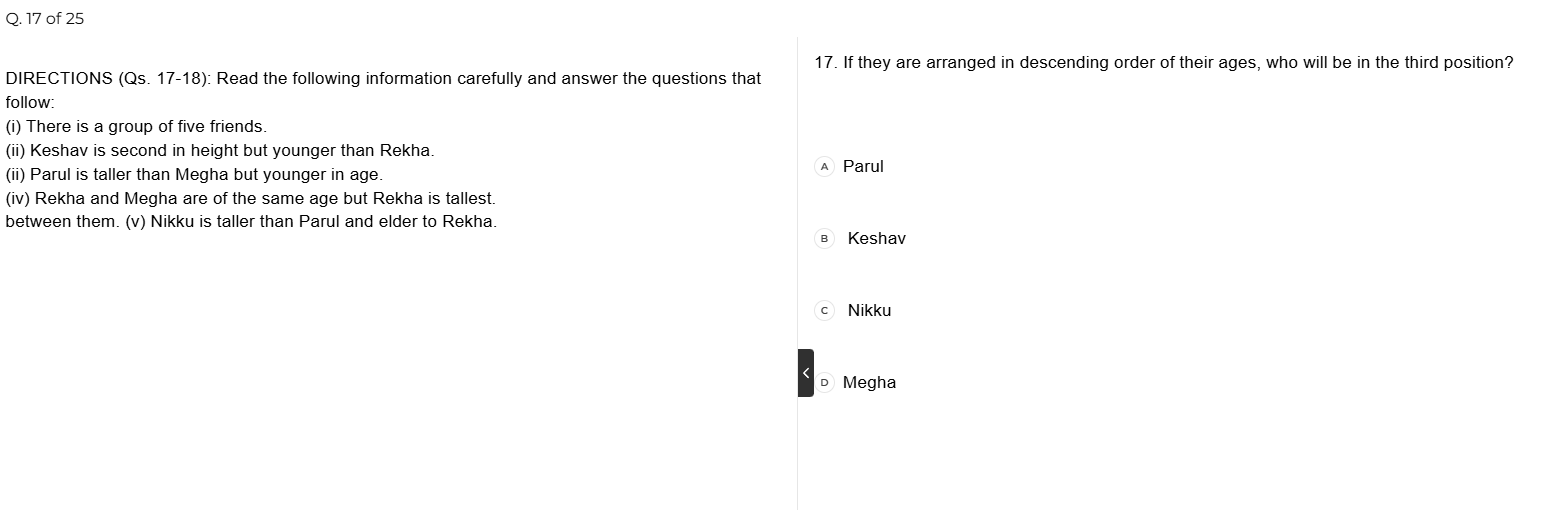 Q. 17 of 25
DIRECTIONS (Qs. 17-18): Read the following information carefully and answer the questions that
follow:
(i) There is a group of five friends.
(ii) Keshav is second in height but younger than Rekha.
(ii) Parul is taller than Megha but younger in age.
(iv) Rekha and Megha are of the same age but Rekha is tallest.
between them. (v) Nikku is taller than Parul and elder to Rekha.
17. If they are arranged in descending order of their ages, who will be in the third position?
A Parul
B Keshav
C Nikku
D Megha